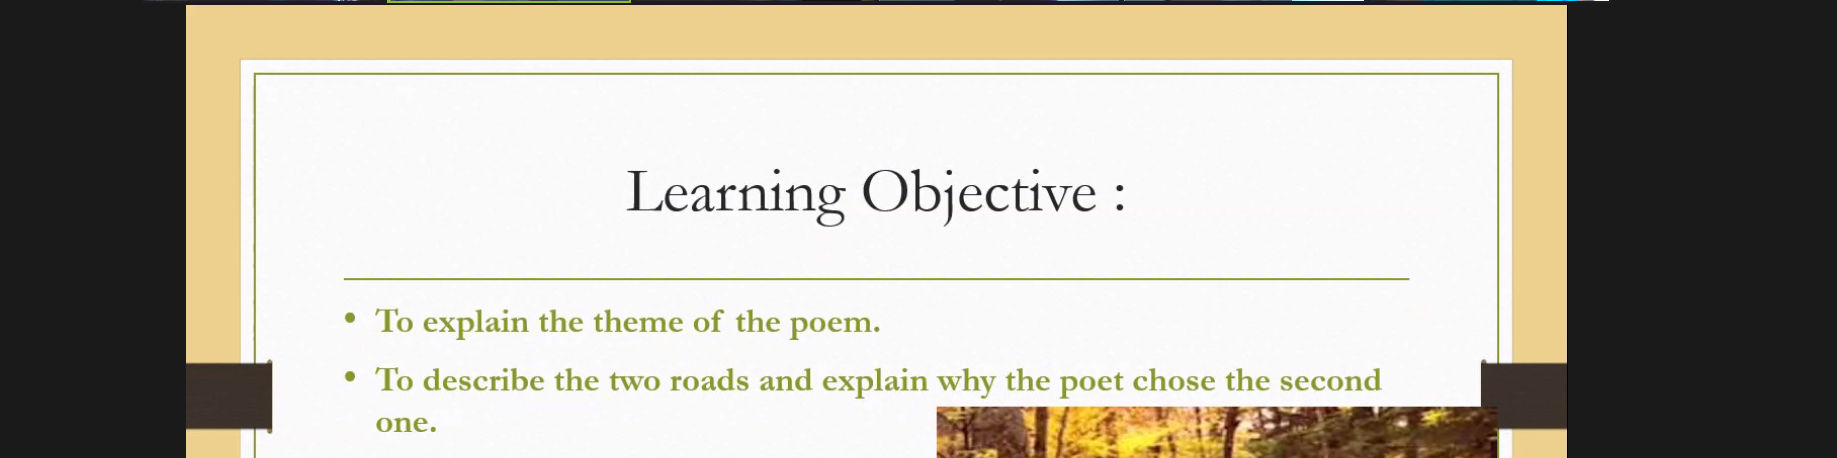 Learning Objective :
• To explain the theme of the poem.
• To describe the two roads and explain why the poet chose the second
one.